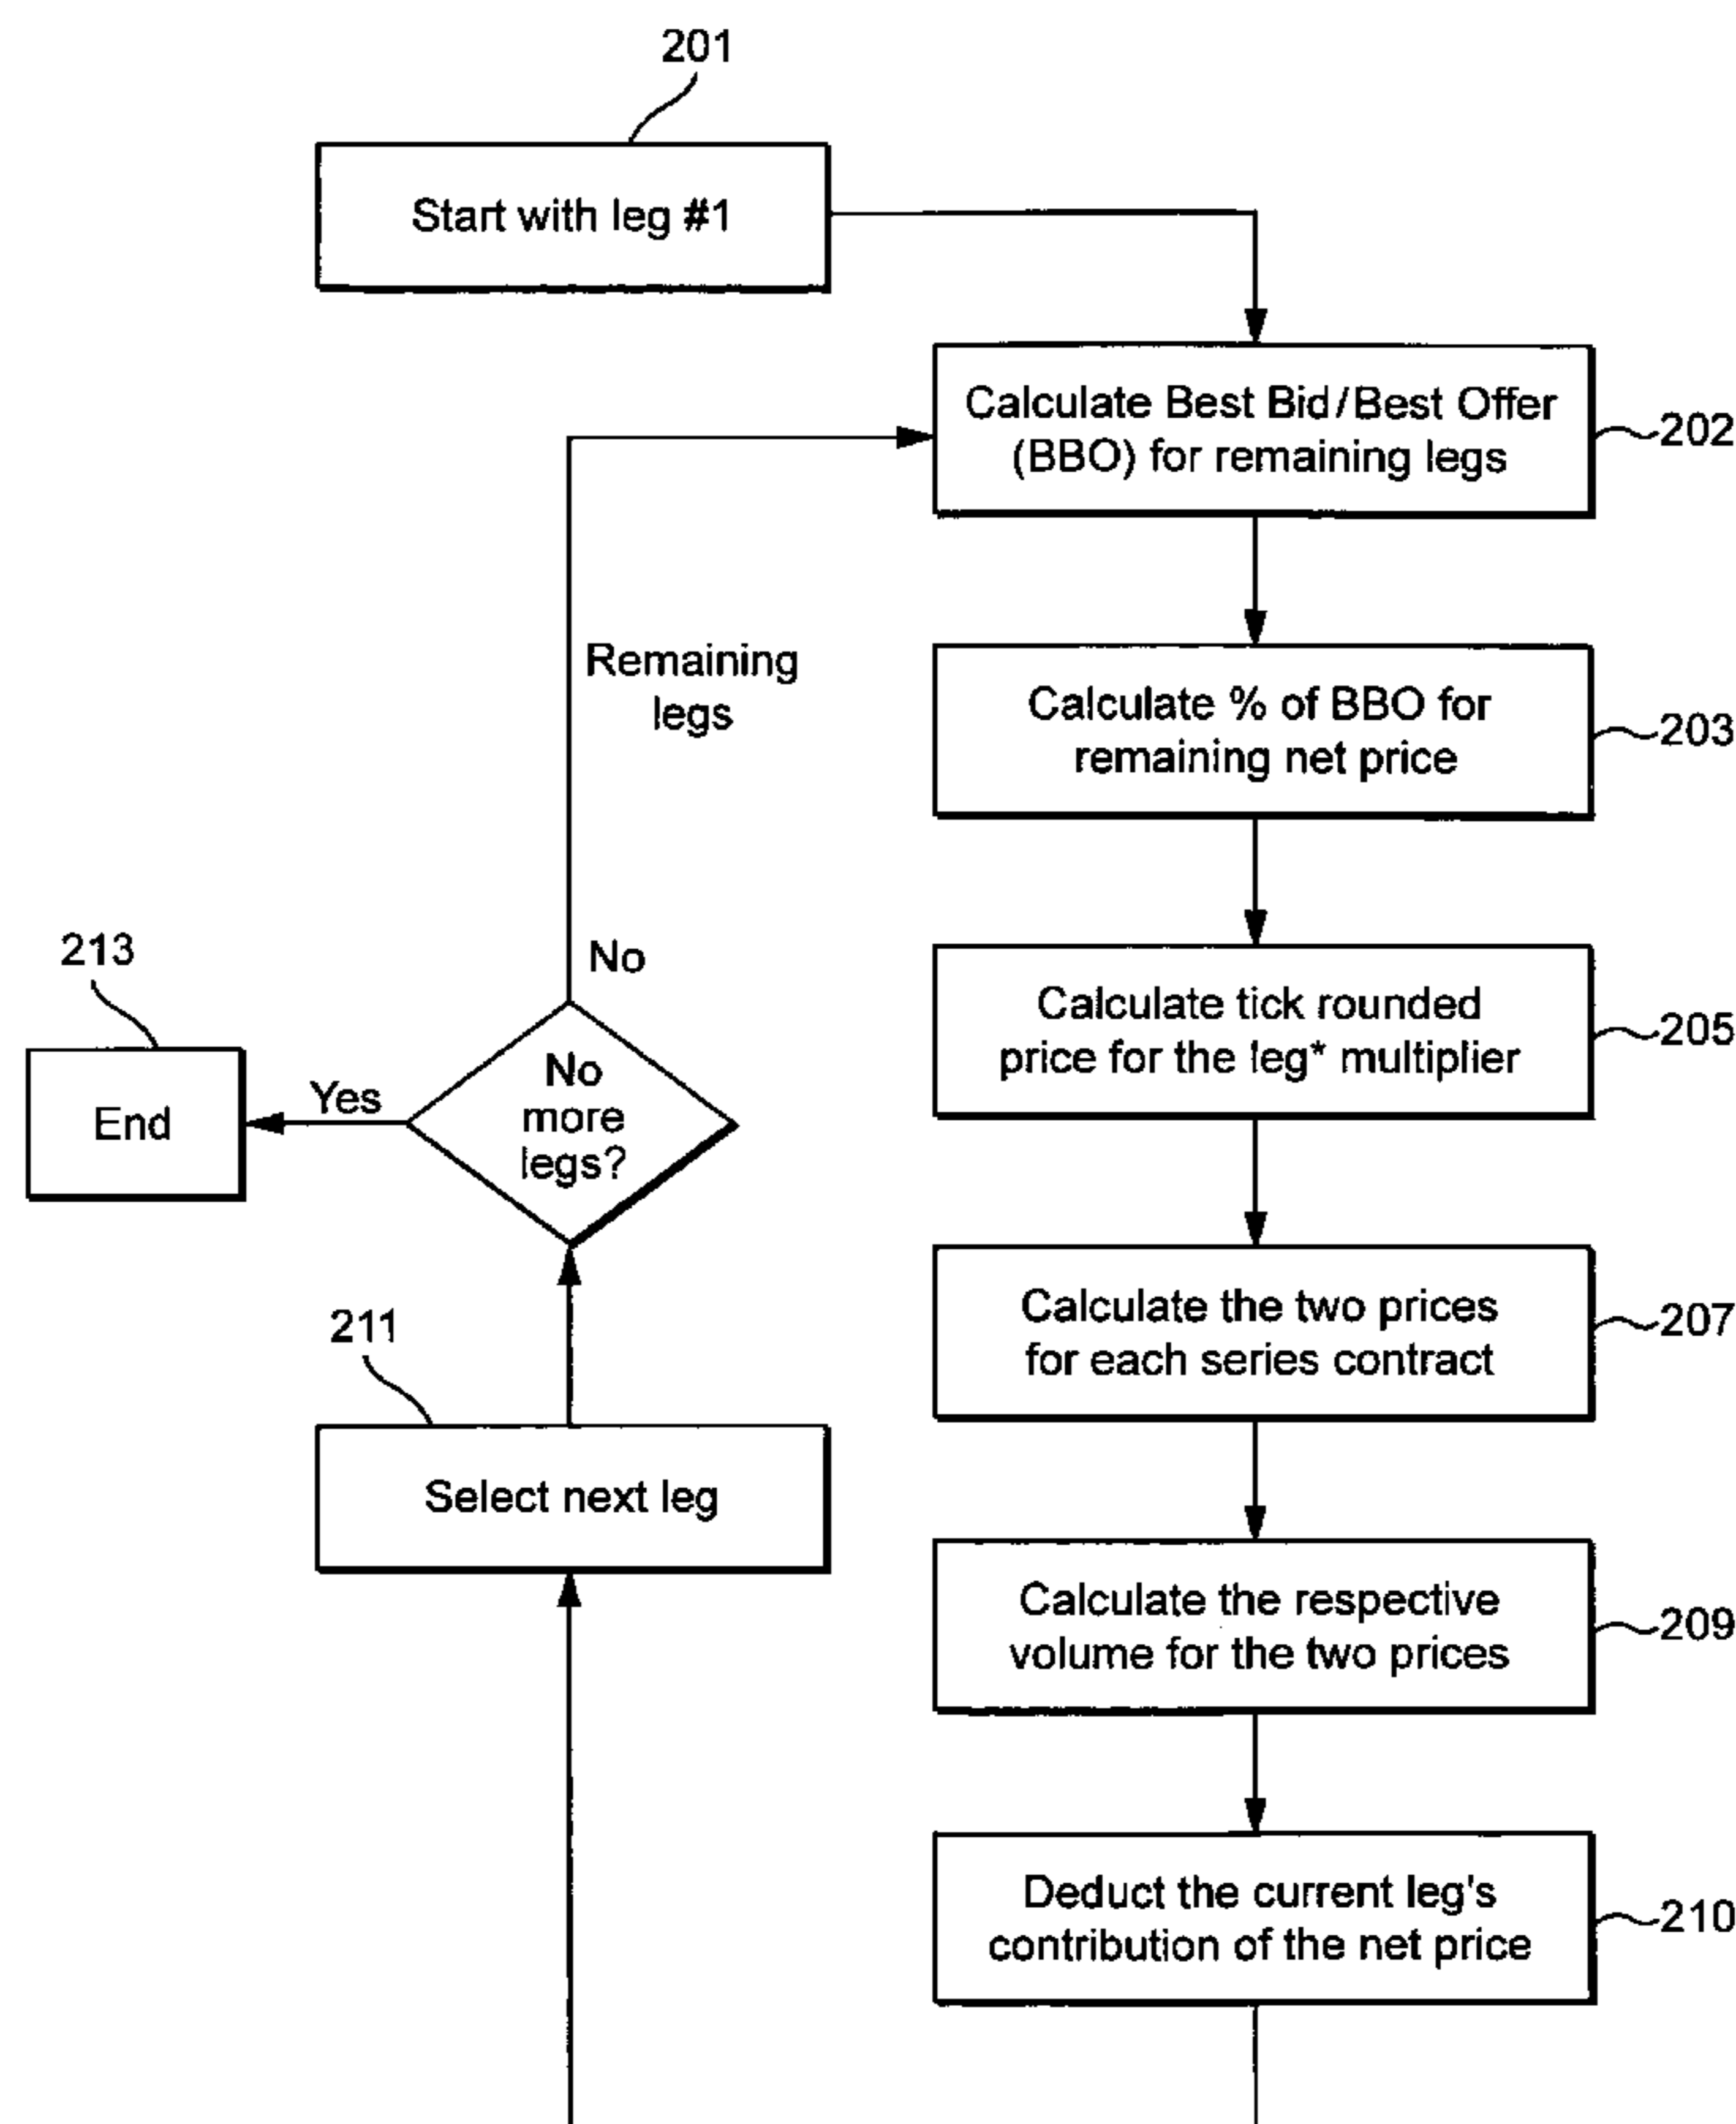 201
Start with leg #1
Calculate Best Bid/Best Offer
(BBO) for remaining legs
202
Calculate % of BBO for
remaining net price
203
Calculate tick rounded
price for the leg* multiplier
205
Calculate the two prices
for each series contract
207
Calculate the respective
volume for the two prices
209
Deduct the current leg's
contribution of the net price
210
211
Select next leg
No
more
legs?
No
Remaining
legs
Yes
213
End